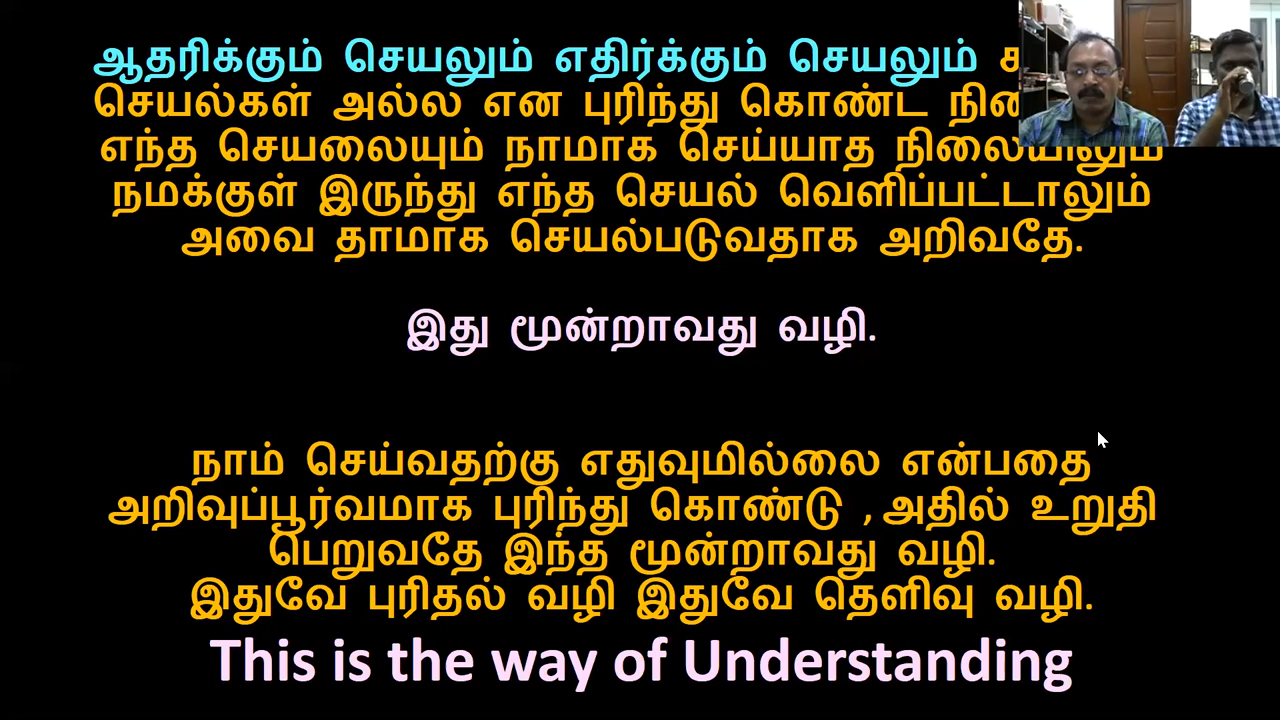 ஆதரிக்கும் செயலும் எதிர்க்கும் செயலும்
செயல்கள் அல்ல என புரிந்து கொண்ட
எந்த செயலையும் நாமாக செய்யாத நிலையிலும்
நமக்குள் இருந்து எந்த செயல் வெளிப்பட்டாலும்
அவை தாமாக செயல்படுவதாக அறிவதே.
இது மூன்றாவது வழி.
நாம் செய்வதற்கு எதுவுமில்லை என்பதை
அறிவுப்பூர்வமாக புரிந்து கொண்டு , அதில் உறுதி
பெறுவதே இந்த மூன்றாவது வழி.
இதுவே புரிதல் வழி இதுவே தெளிவு வழி.
This is the way of Understanding